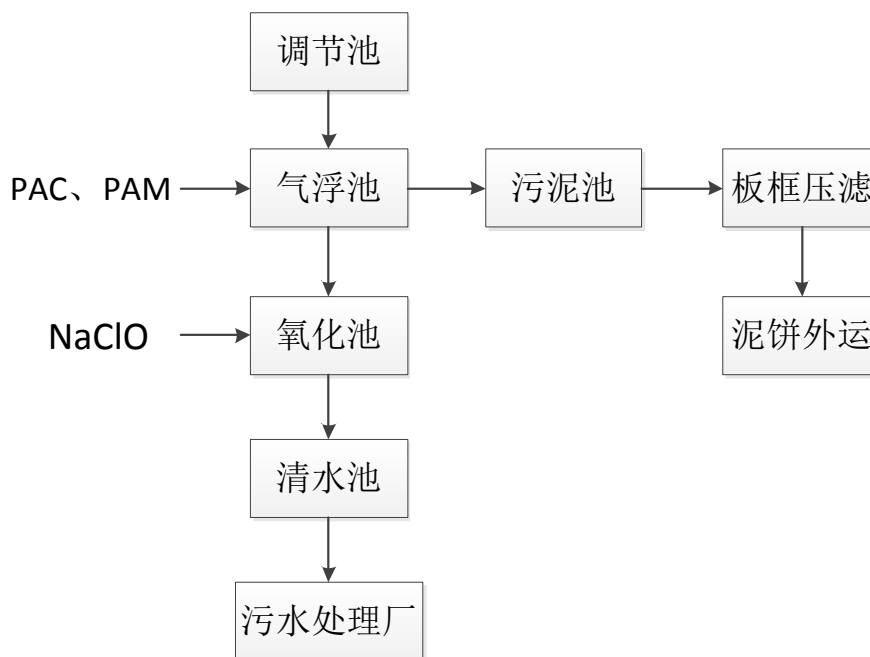 调节池
PAC、PAM
气浮池
污泥池
板框压滤
NaClO
氧化池
泥饼外运
清水池
污水处理厂